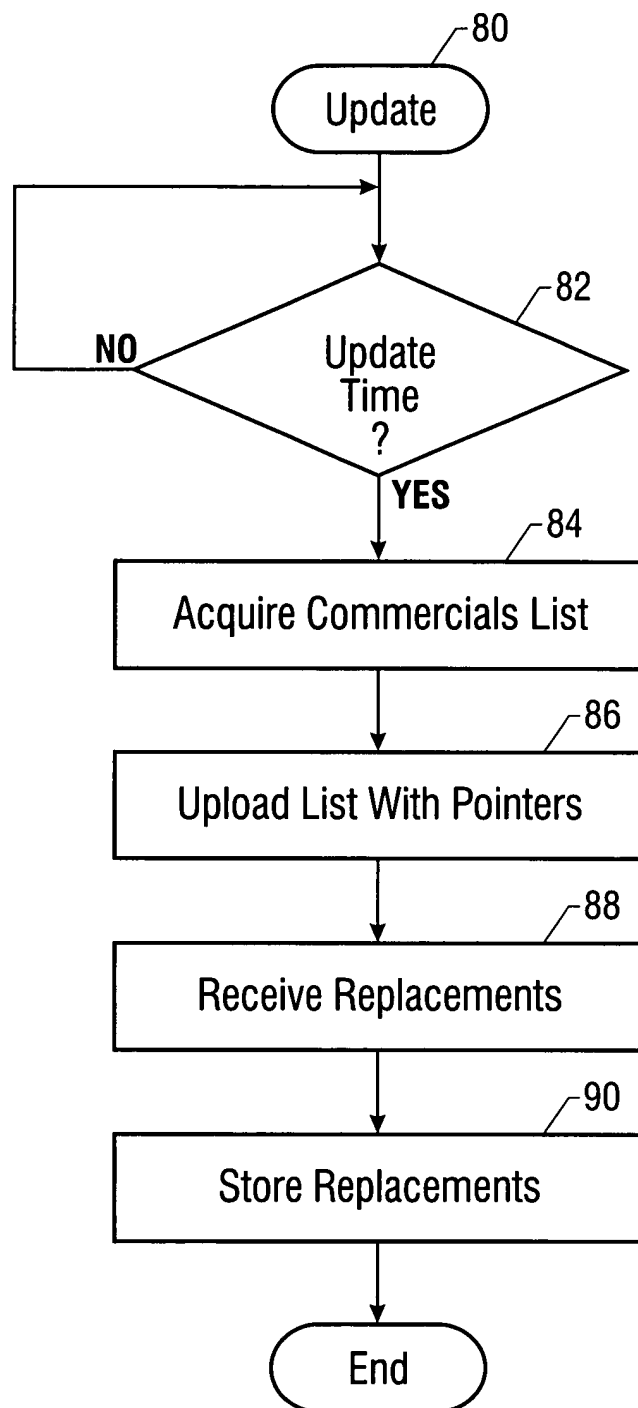 80
Update
82
NO
Update
Time
?
YES
84
Acquire Commercials List
86
Upload List With Pointers
88
Receive Replacements
90
Store Replacements
End